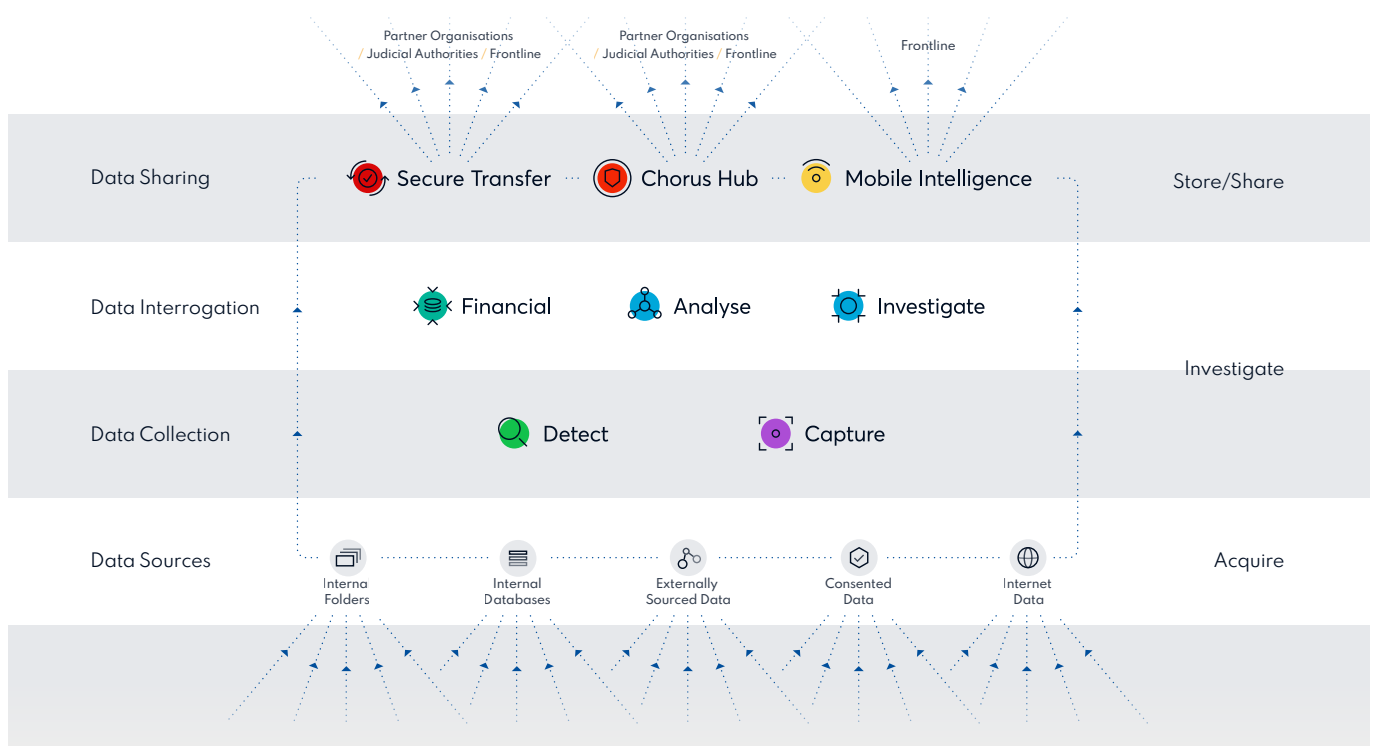 Partner Organisations
/ Judicial Authorities / Frontline
Partner Organisations
/ Judicial Authorities / Frontline
Frontline
Data Sharing
Secure Transfer
Chorus Hub
Mobile Intelligence
Store/Share
Data Interrogation
Financial
Analyse
Investigate
Investigate
Data Collection
Detect
Capture
Data Sources
Acquire
Interna
Folders
Internal
Databases
Externally
Sourced Data
Consented
Data
Internet
Data